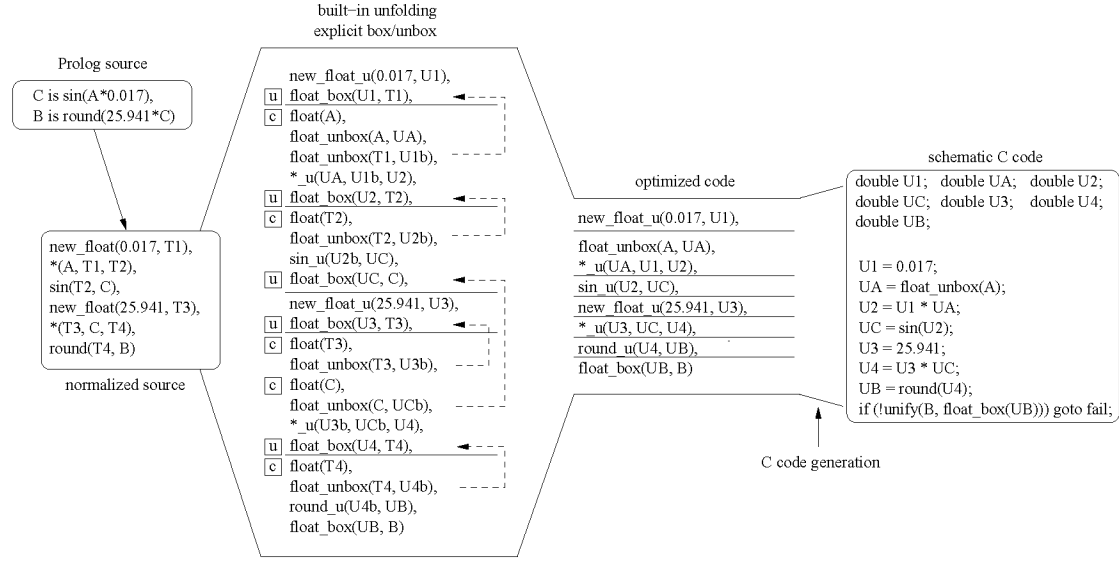 built-in unfolding
explicit box/unbox
Prolog source
C is sin(A*0.017),
B is round(25.941*C)
new_float(0.017, T1),
*(A, T1, T2),
sin(T2, C),
new_float(25.941, T3),
*(T3, C, T4),
round(T4, B)
normalized source
new_float_u(0.017, U1),
u float_box(U1, T1),
c float(A),
float_unbox(A, UA),
float_unbox(T1, U1b),
*_u(UA, U1b, U2),
u float_box(U2, T2),
c float(T2),
float_unbox(T2, U2b),
sin_u(U2b, UC),
u float_box(UC, C),
new_float_u(25.941, U3),
u float_box(U3, T3),
c float(T3),
float_unbox(T3, U3b),
c float(C),
float_unbox(C, UCb),
*_u(U3b, UCb, U4),
u float_box(U4, T4),
c float(T4),
float_unbox(T4, U4b),
round_u(U4b, UB),
float_box(UB, B)
optimized code
new_float_u(0.017, U1),
float_unbox(A, UA),
*_u(UA, U1, U2),
sin_u(U2, UC),
new_float_u(25.941, U3),
*_u(U3, UC, U4),
round_u(U4, UB),
float_box(UB, B)
schematic C code
double U1; double UA; double U2;
double UC; double U3; double U4;
double UB;
U1 = 0.017;
UA = float_unbox(A);
U2 = U1 * UA;
UC = sin(U2);
U3 = 25.941;
U4 = U3 * UC;
UB = round(U4);
if (!unify(B, float_box(UB))) goto fail;
C code generation